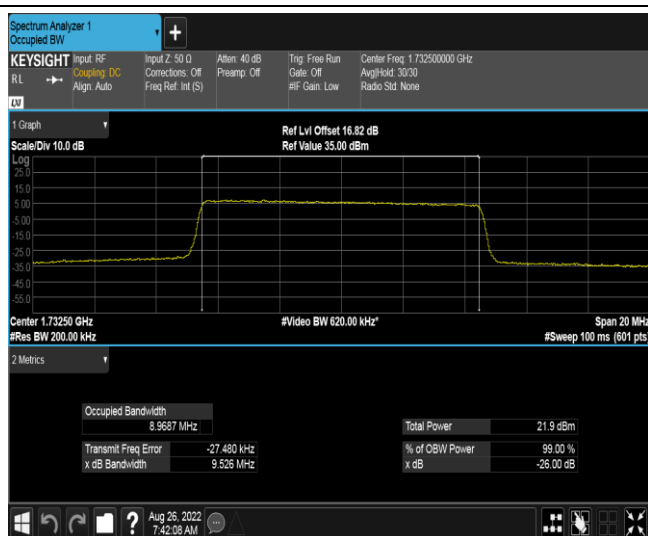 Spectrum Analyzer 1
Occupied BW
+
KEYSIGHT
RL
LXI
Input: RF
Coupling: DC
Align: Auto
Input Z: 50 Ω
Corrections: Off
Freq Ref: Int (S)
Atten: 40 dB
Preamp: Off
Trig: Free Run
Gate: Off
#IF Gain: Low
Center Freq: 1.732500000 GHz
Avg|Hold: 30/30
Radio Std: None
1 Graph
Scale/Div 10.0 dB
Ref Lvl Offset 16.82 dB
Ref Value 35.00 dBm
Log
25.0
15.0
5.00
-5.00
-15.0
-25.0
-35.0
-45.0
-55.0
Center 1.73250 GHz
#Res BW 200.00 kHz
#Video BW 620.00 kHz*
Span 20 MHz
#Sweep 100 ms (601 pts)
2 Metrics
Occupied Bandwidth
8.9687 MHz
Transmit Freq Error -27.480 kHz
x dB Bandwidth 9.526 MHz
Total Power 21.9 dBm
% of OBW Power 99.00 %
x dB -26.00 dB
?
Aug 26, 2022
7:42:08 AM